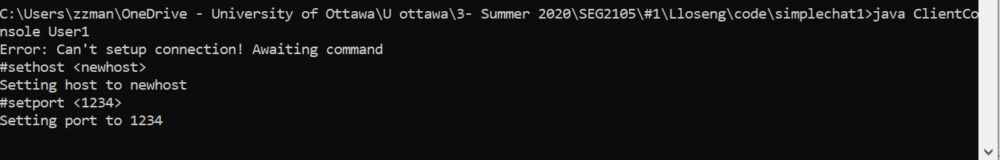 C:\Users\zzman\OneDrive - University of Ottawa\U ottawa\3- Summer 2020\SEG2105\#1\Lloseng\code\simplechat1>java ClientCo
nsole User1
Error: Can't setup connection! Awaiting command
#sethost <newhost>
Setting host to newhost
#setport <1234>
Setting port to 1234